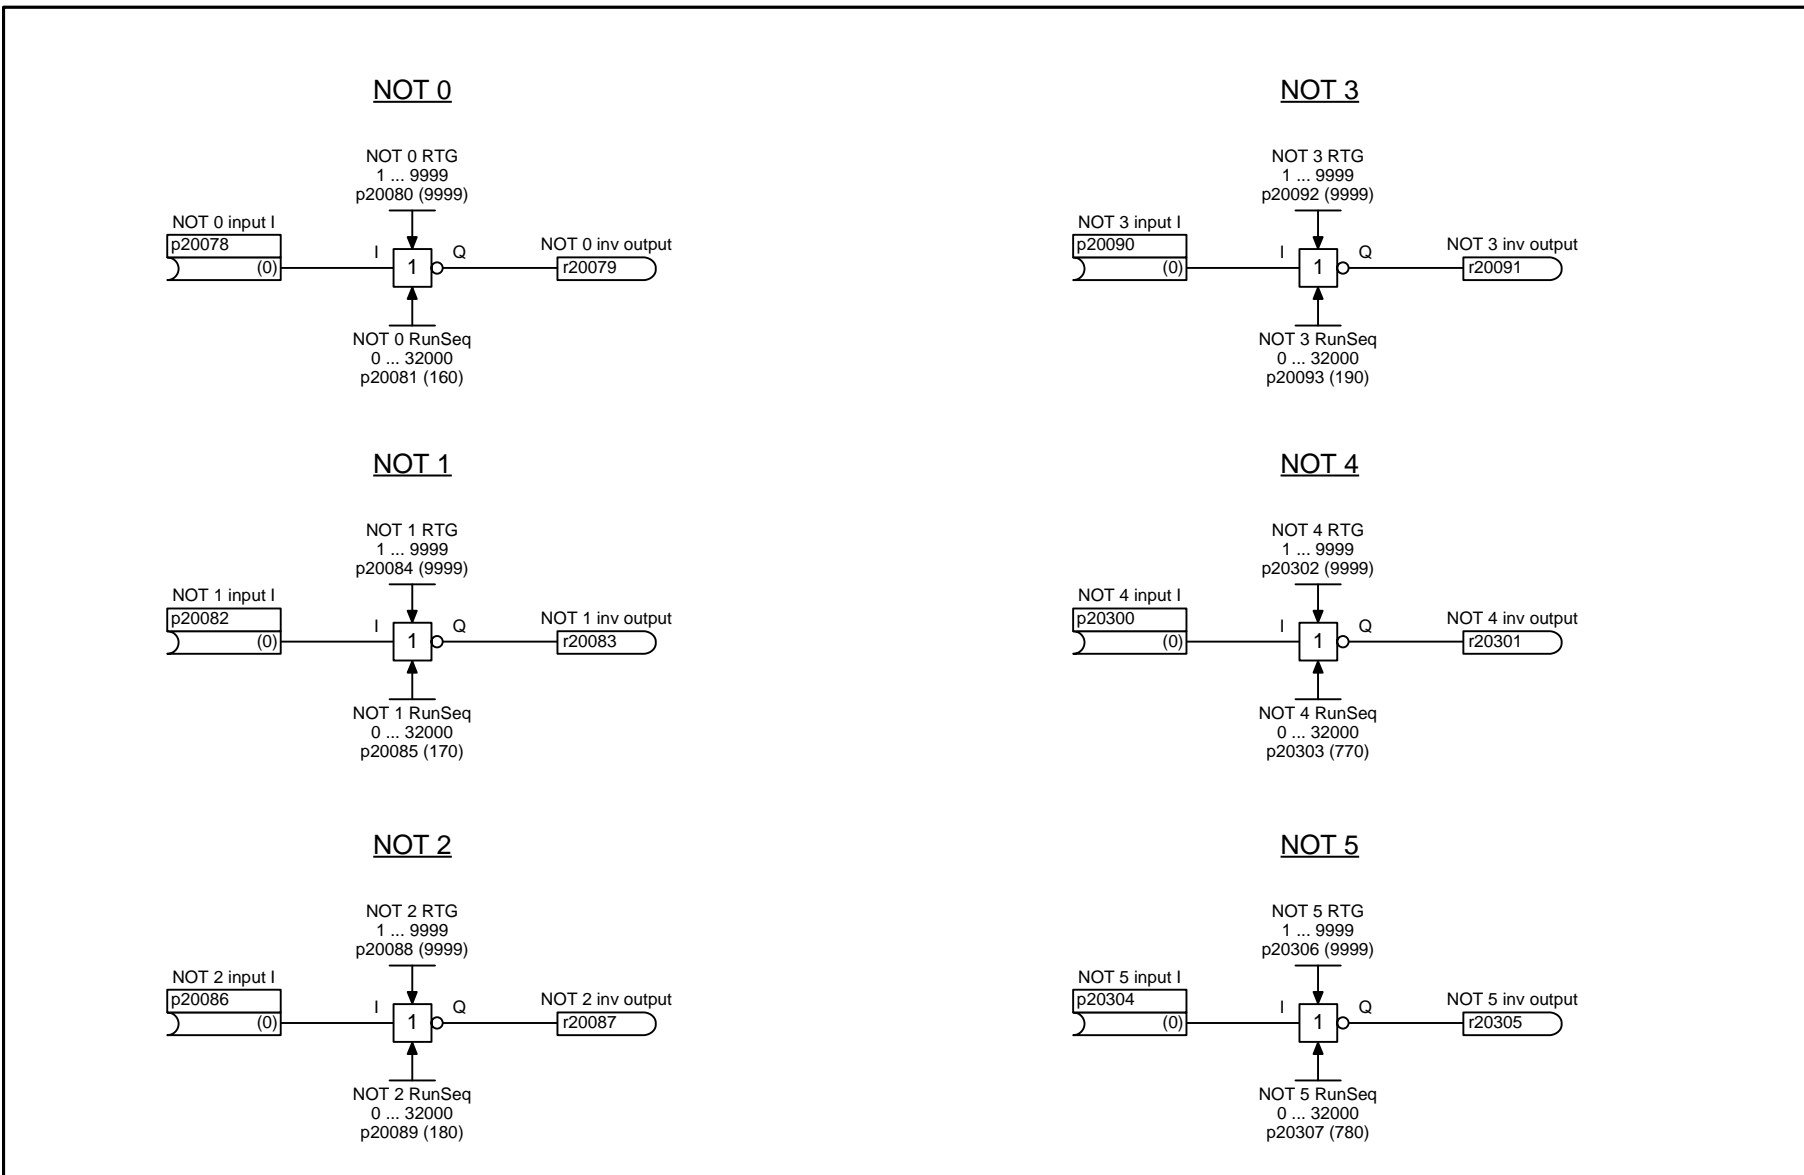 NOT 0
NOT 0 RTG
1 ... 9999
p20080 (9999)
NOT 0 input I
p20078
(0)
I
1
Q
NOT 0 inv output
r20079
NOT 0 RunSeq
0 ... 32000
p20081 (160)
NOT 1
NOT 1 RTG
1 ... 9999
p20084 (9999)
NOT 1 input I
p20082
(0)
I
1
Q
NOT 1 inv output
r20083
NOT 1 RunSeq
0 ... 32000
p20085 (170)
NOT 2
NOT 2 RTG
1 ... 9999
p20088 (9999)
NOT 2 input I
p20086
(0)
I
1
Q
NOT 2 inv output
r20087
NOT 2 RunSeq
0 ... 32000
p20089 (180)
NOT 3
NOT 3 RTG
1 ... 9999
p20092 (9999)
NOT 3 input I
p20090
(0)
I
1
Q
NOT 3 inv output
r20091
NOT 3 RunSeq
0 ... 32000
p20093 (190)
NOT 4
NOT 4 RTG
1 ... 9999
p20302 (9999)
NOT 4 input I
p20300
(0)
I
1
Q
NOT 4 inv output
r20301
NOT 4 RunSeq
0 ... 32000
p20303 (770)
NOT 5
NOT 5 RTG
1 ... 9999
p20306 (9999)
NOT 5 input I
p20304
(0)
I
1
Q
NOT 5 inv output
r20305
NOT 5 RunSeq
0 ... 32000
p20307 (780)